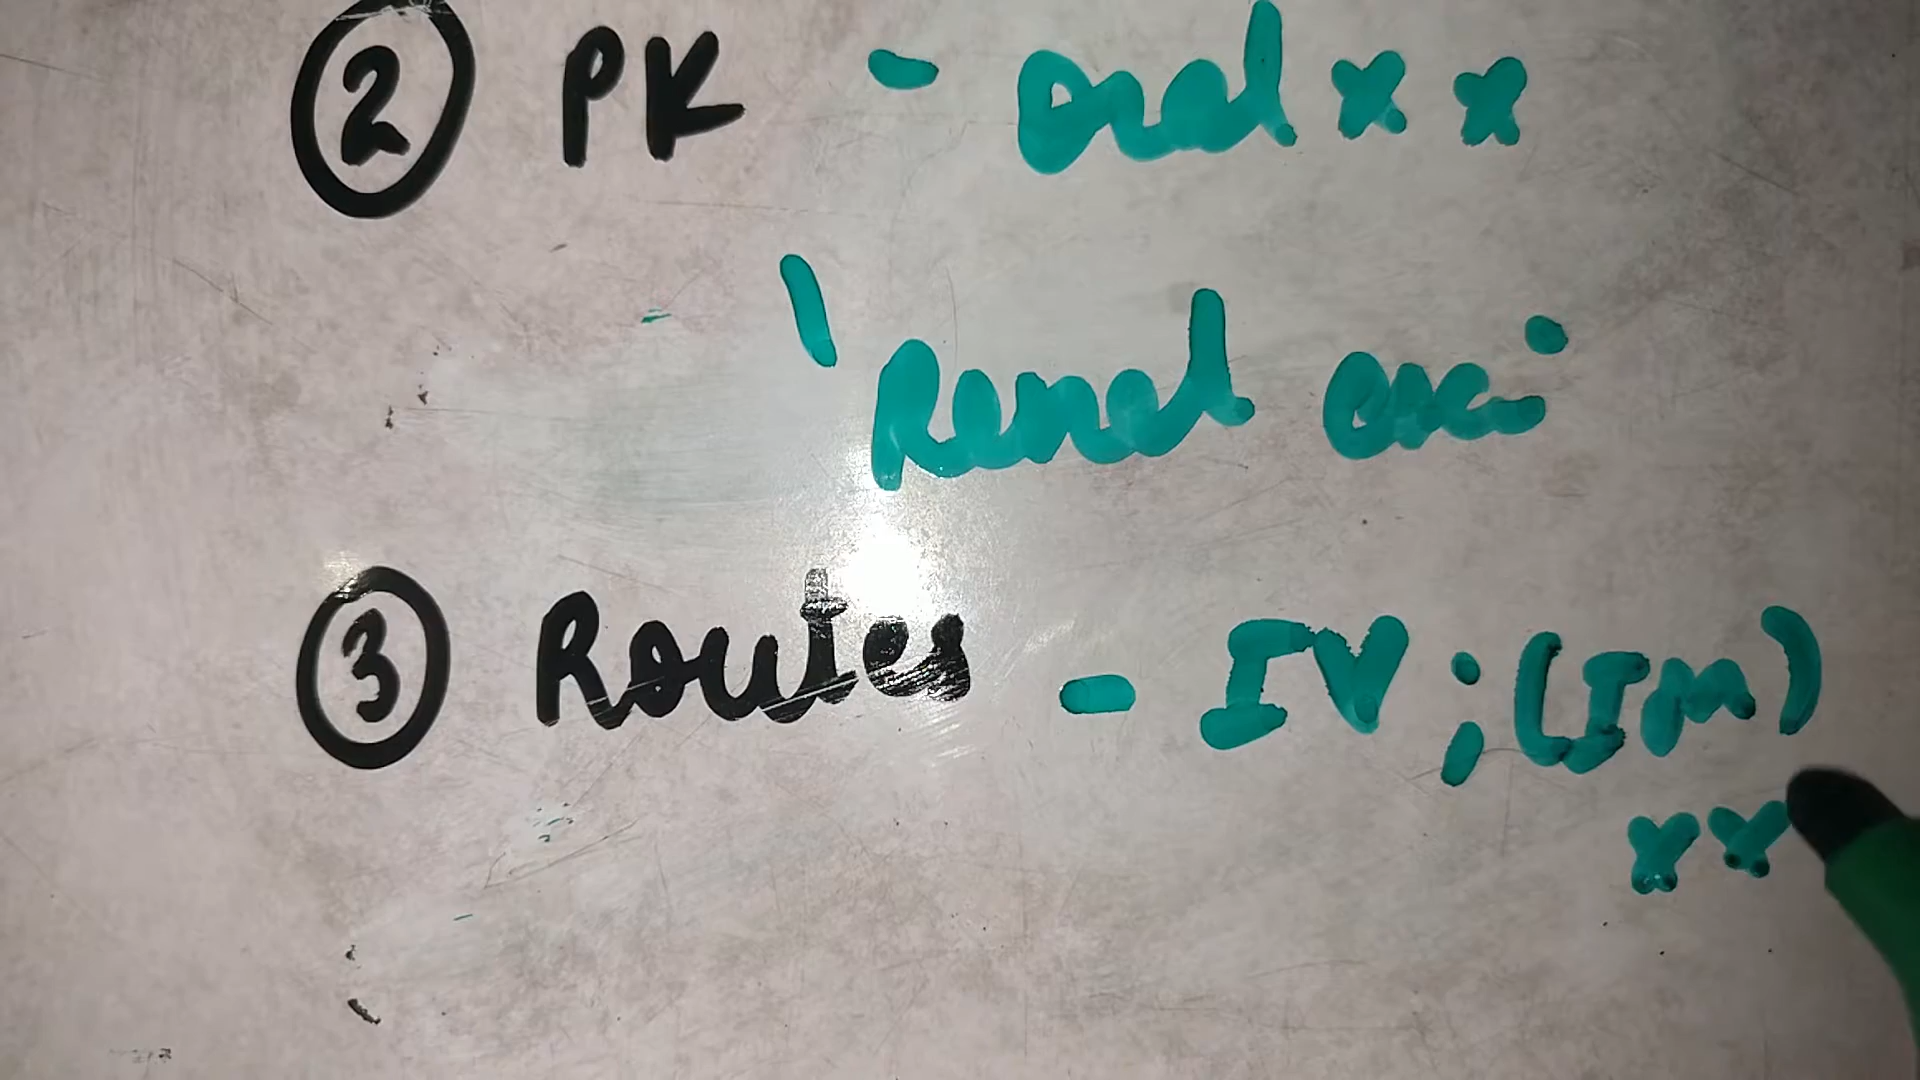 ② PK - oral x x
Renal exc.
③ Routes - IV ; (IM)
x x